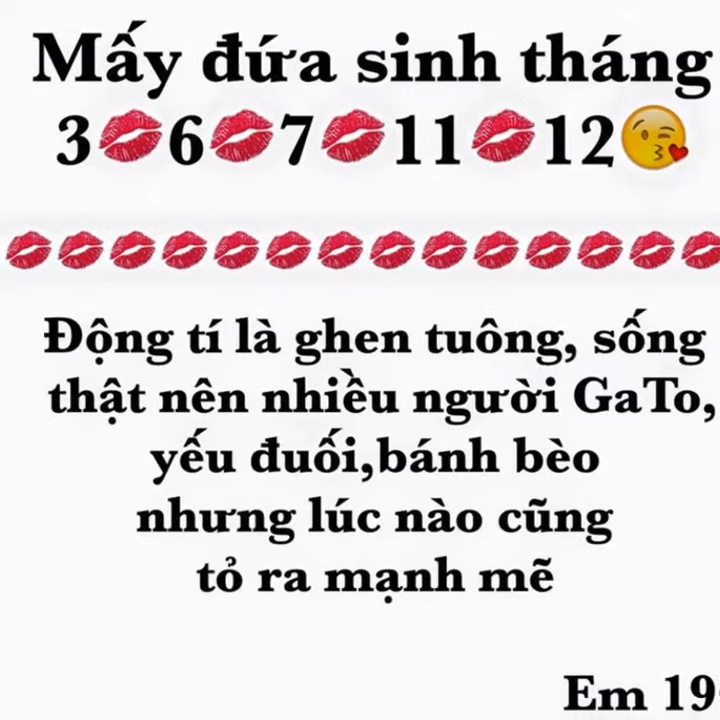 Mấy đứa sinh tháng
3💋6💋7💋11💋12😘
💋💋💋💋💋💋💋💋💋💋💋💋💋💋
Động tí là ghen tuông, sống
thật nên nhiều người GaTo,
yếu đuối,bánh bèo
nhưng lúc nào cũng
tỏ ra mạnh mẽ
Em 19